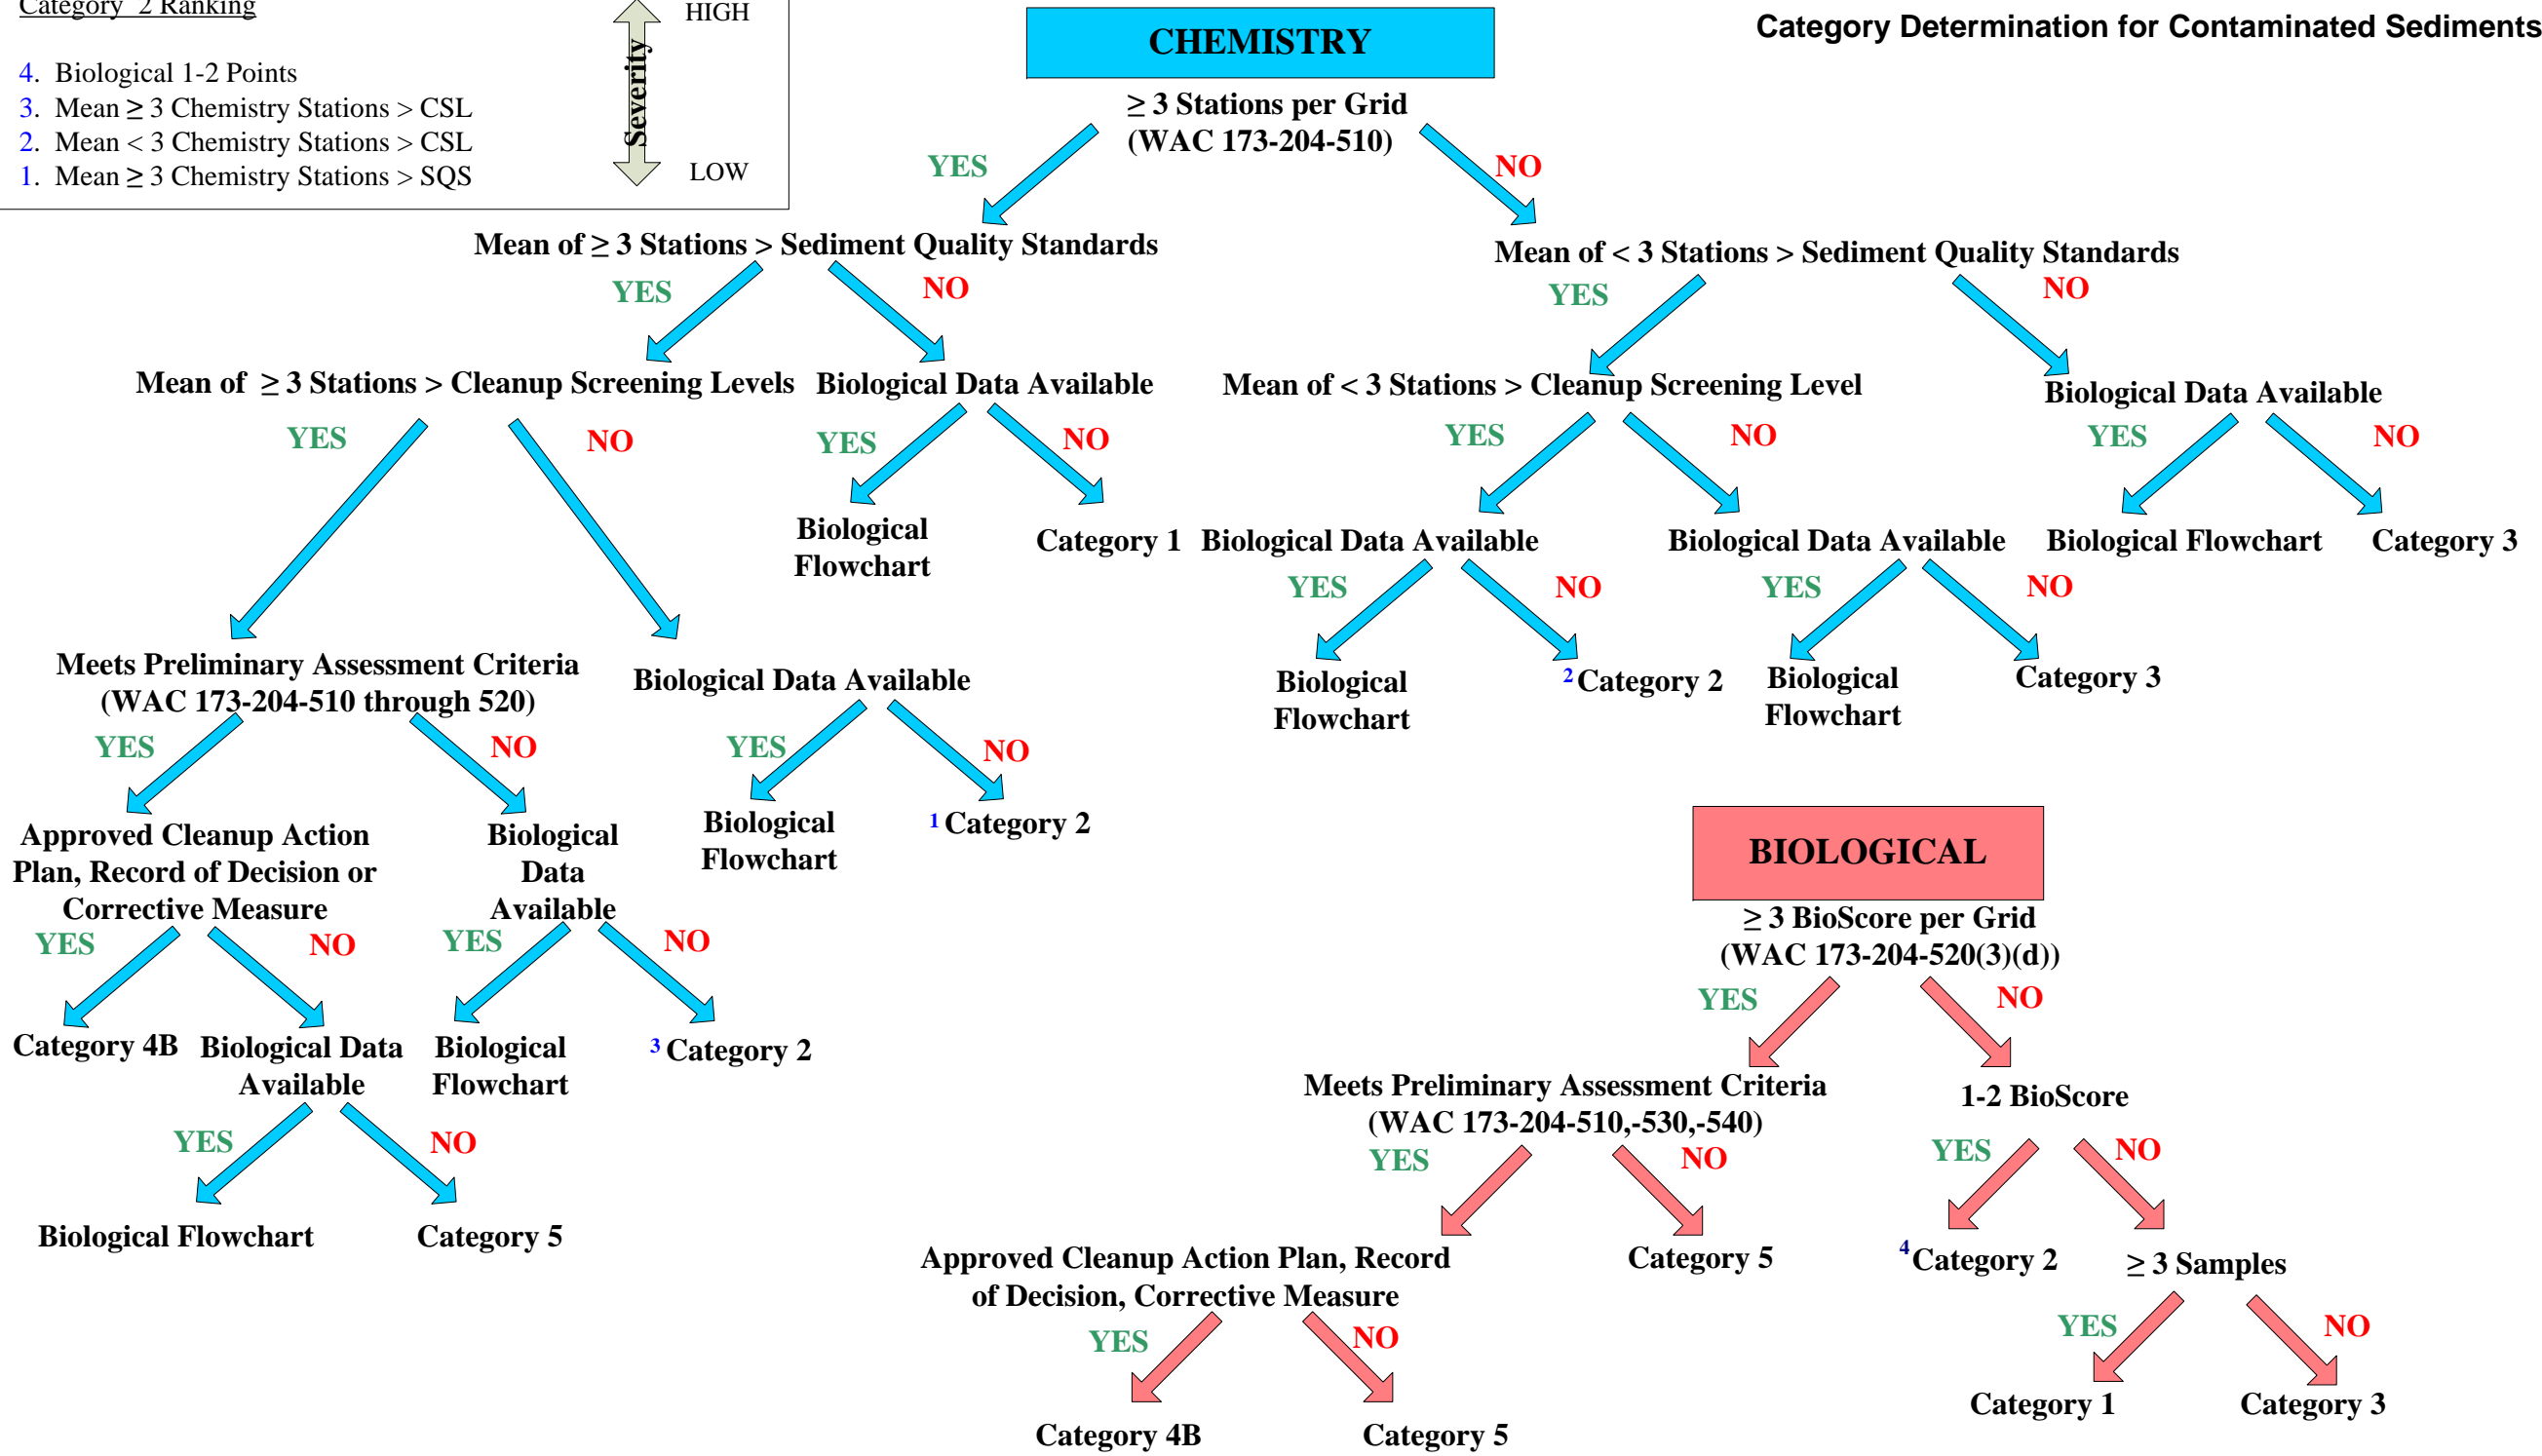 Category 2 Ranking
4. Biological 1-2 Points
3. Mean ≥ 3 Chemistry Stations > CSL
2. Mean < 3 Chemistry Stations > CSL
1. Mean ≥ 3 Chemistry Stations > SQS
HIGH
Severity
LOW
Category Determination for Contaminated Sediments
CHEMISTRY
≥ 3 Stations per Grid
(WAC 173-204-510)
YES
NO
Mean of ≥ 3 Stations > Sediment Quality Standards
YES
NO
Mean of < 3 Stations > Sediment Quality Standards
YES
NO
Mean of ≥ 3 Stations > Cleanup Screening Levels
YES
NO
Biological Data Available
YES
NO
Mean of < 3 Stations > Cleanup Screening Level
YES
NO
Biological Data Available
YES
NO
Biological
Flowchart
Category 1
Biological Data Available
YES
NO
Biological Data Available
YES
NO
Biological Flowchart
Category 3
Meets Preliminary Assessment Criteria
(WAC 173-204-510 through 520)
YES
NO
Biological Data Available
YES
NO
Biological
Flowchart
2 Category 2
Biological
Flowchart
Category 3
Approved Cleanup Action
Plan, Record of Decision or
Corrective Measure
YES
NO
Biological
Data
Available
YES
NO
Biological
Flowchart
1 Category 2
Category 4B
Biological Data
Available
YES
NO
Biological
Flowchart
3 Category 2
Biological Flowchart
Category 5
BIOLOGICAL
≥ 3 BioScore per Grid
(WAC 173-204-520(3)(d))
YES
NO
Meets Preliminary Assessment Criteria
(WAC 173-204-510,-530,-540)
YES
NO
1-2 BioScore
YES
NO
Approved Cleanup Action Plan, Record
of Decision, Corrective Measure
YES
NO
Category 5
4 Category 2
≥ 3 Samples
YES
NO
Category 4B
Category 5
Category 1
Category 3